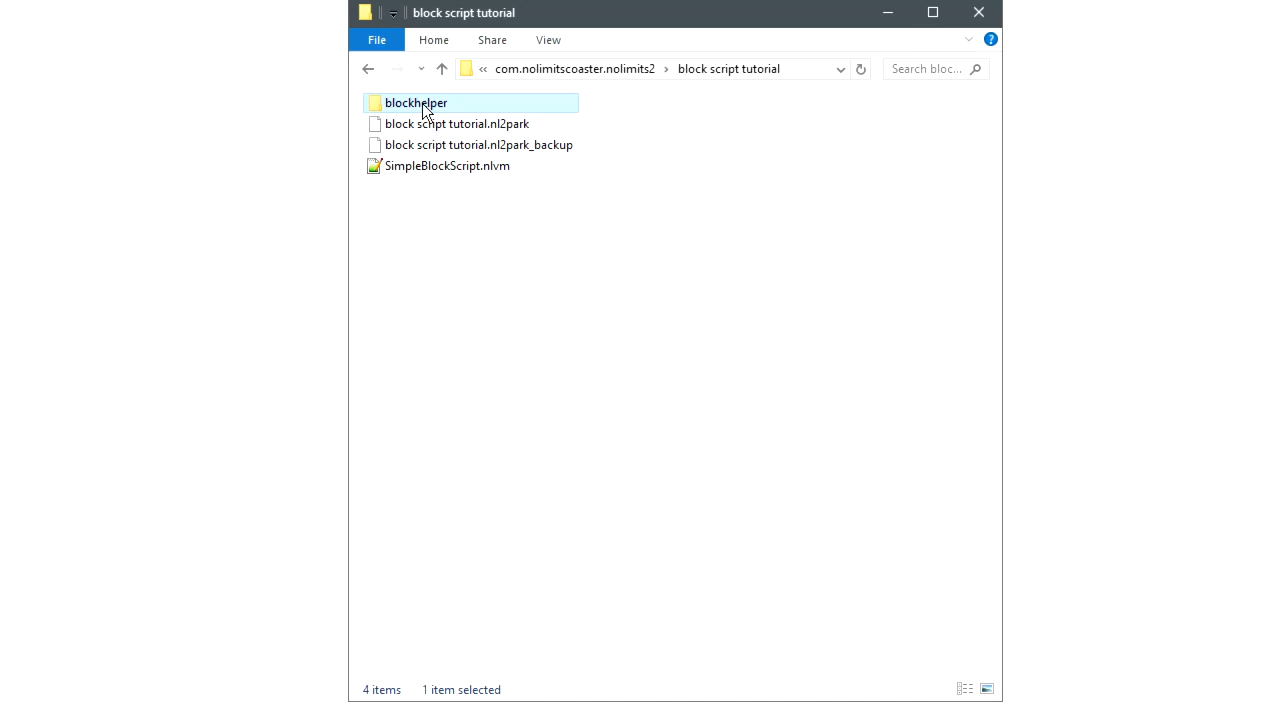 block script tutorial
File Home Share View
« com.nolimitscoaster.nolimits2 › block script tutorial Search bloc...
blockhelper
block script tutorial.nl2park
block script tutorial.nl2park_backup
SimpleBlockScript.nlvm
4 items 1 item selected